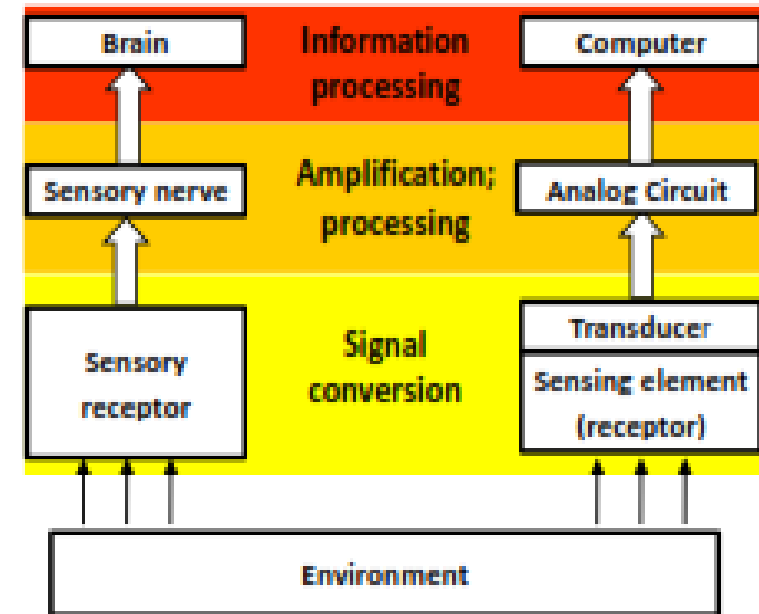 Brain
Information
processing
Computer
Sensory nerve
Amplification;
processing
Analog Circuit
Sensory
receptor
Signal
conversion
Transducer
Sensing element
(receptor)
Environment